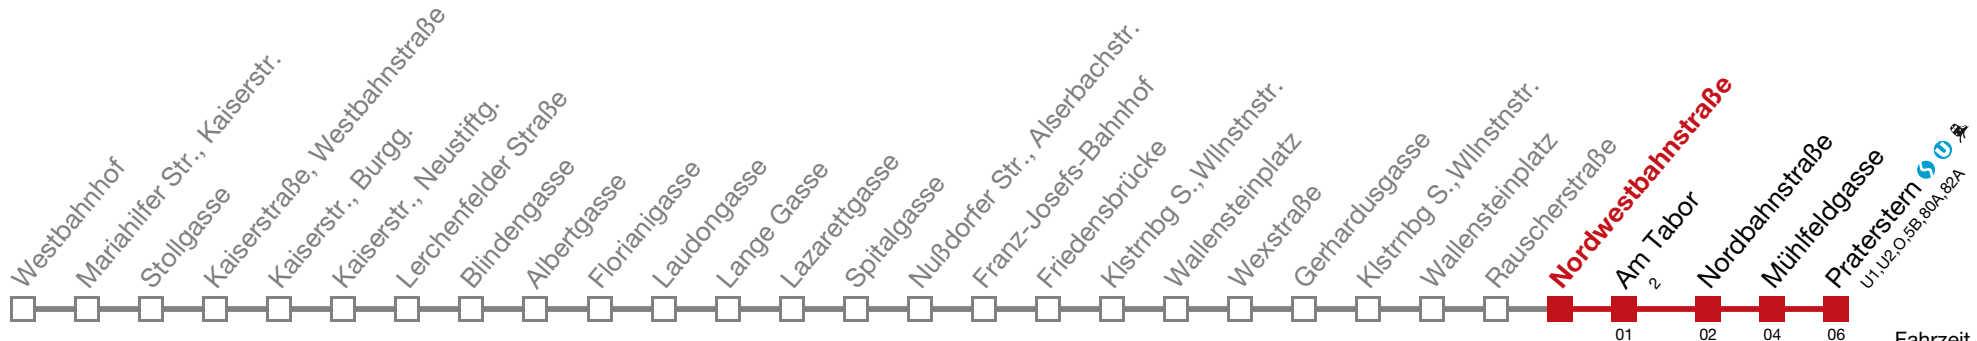 Westbahnhof
Mariahilfer Str., Kaiserstr.
Stollgasse
Kaiserstraße, Westbahnstraße
Kaiserstr., Burgg.
Kaiserstr., Neustiftg.
Lerchenfelder Straße
Blindengasse
Albertgasse
Florianigasse
Laudongasse
Lange Gasse
Lazarettgasse
Spitalgasse
Nußdorfer Str., Alserbachstr.
Franz-Josefs-Bahnhof
Friedensbrücke
Klstrnbg S., Wllnstnstr.
Wallensteinplatz
Wexstraße
Gerhardusgasse
Klstrnbg S., Wllnstnstr.
Wallensteinplatz
Rauscherstraße
Nordwestbahnstraße
Am Tabor
2
Nordbahnstraße
Mühlfeldgasse
Praterstern S U
U1,U2,O,5B,80A,82A
01 02 04 06
Fahrzeit